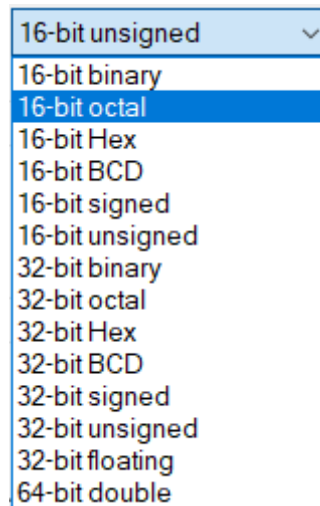 16-bit unsigned
16-bit binary
16-bit octal
16-bit Hex
16-bit BCD
16-bit signed
16-bit unsigned
32-bit binary
32-bit octal
32-bit Hex
32-bit BCD
32-bit signed
32-bit unsigned
32-bit floating
64-bit double